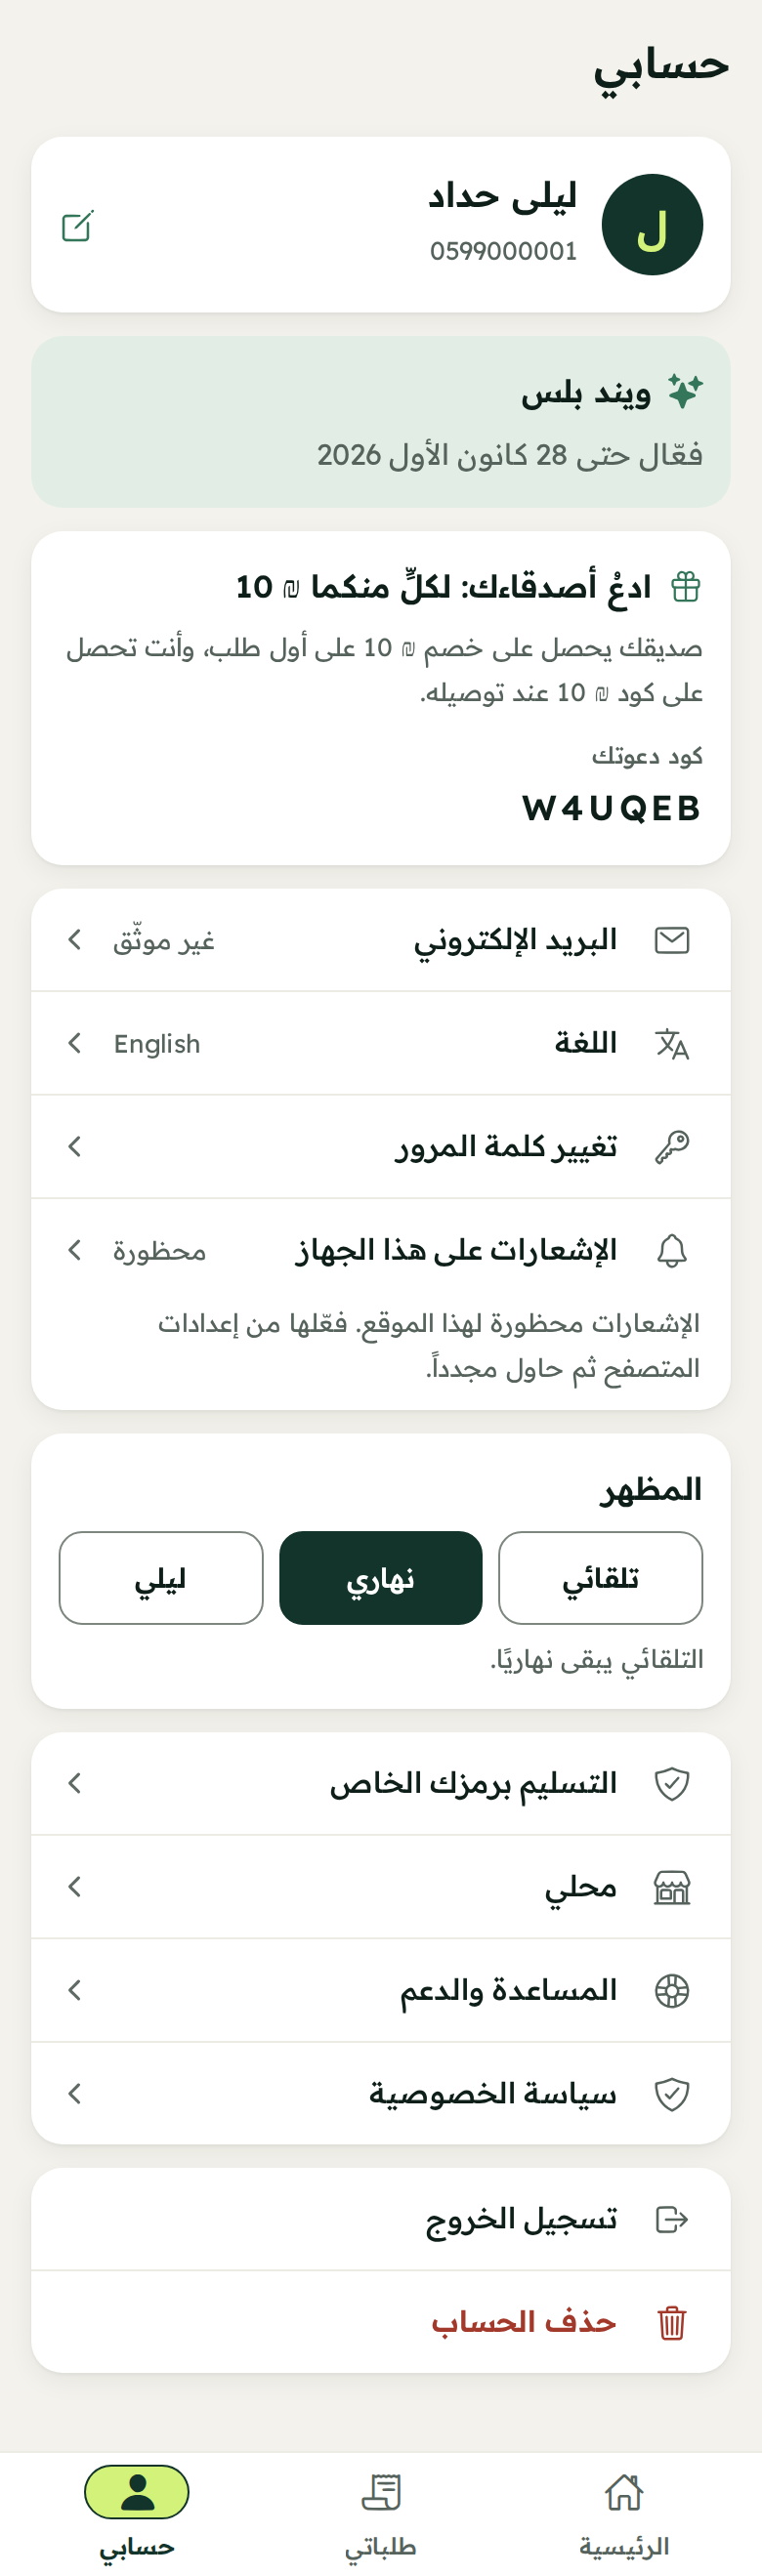 حسابي
ل
ليلى حداد
0599000001
ويند بلس
فعّال حتى 28 كانون الأول 2026
ادعُ أصدقاءك: لكلٍّ منكما ₪ 10
صديقك يحصل على خصم ₪ 10 على أول طلب، وأنت تحصل
على كود ₪ 10 عند توصيله.
كود دعوتك
W4UQEB
البريد الإلكتروني غير موثّق
اللغة English
تغيير كلمة المرور
الإشعارات على هذا الجهاز محظورة
الإشعارات محظورة لهذا الموقع. فعّلها من إعدادات
المتصفح ثم حاول مجدداً.
المظهر
تلقائي نهاري ليلي
التلقائي يبقى نهاريًا.
التسليم برمزك الخاص
محلي
المساعدة والدعم
سياسة الخصوصية
تسجيل الخروج
حذف الحساب
الرئيسية طلباتي حسابي